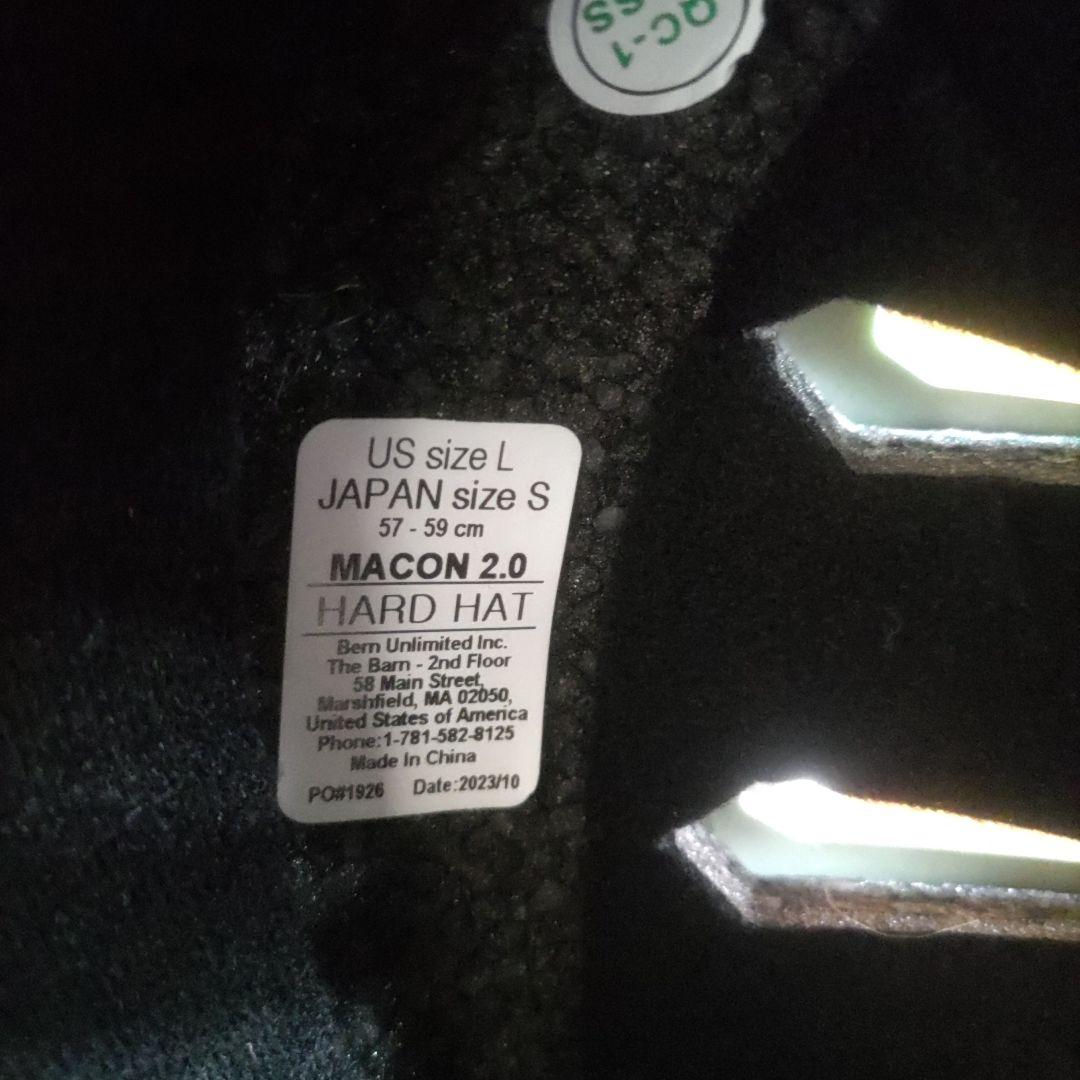 QC-1
US size L
JAPAN size S
57 - 59 cm
MACON 2.0
HARD HAT
Bern Unlimited Inc.
The Barn - 2nd Floor
58 Main Street,
Marshfield, MA 02050,
United States of America
Phone:1-781-582-8125
Made In China
PO#1926 Date:2023/10